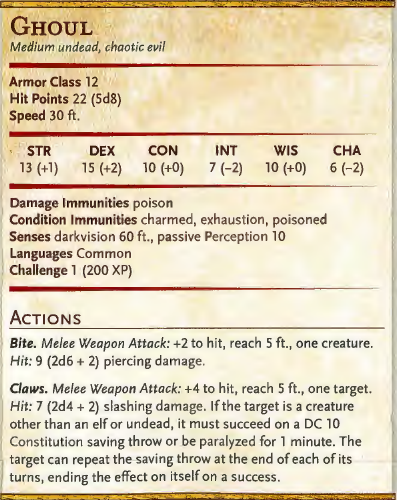 GHOUL
Medium undead, chaotic evil
Armor Class 12
Hit Points 22 (5d8)
Speed 30 ft.
STR DEX CON INT WIS CHA
13 (+1) 15 (+2) 10 (+0) 7 (−2) 10 (+0) 6 (−2)
Damage Immunities poison
Condition Immunities charmed, exhaustion, poisoned
Senses darkvision 60 ft., passive Perception 10
Languages Common
Challenge 1 (200 XP)
ACTIONS
Bite. Melee Weapon Attack: +2 to hit, reach 5 ft., one creature.
Hit: 9 (2d6 + 2) piercing damage.
Claws. Melee Weapon Attack: +4 to hit, reach 5 ft., one target.
Hit: 7 (2d4 + 2) slashing damage. If the target is a creature
other than an elf or undead, it must succeed on a DC 10
Constitution saving throw or be paralyzed for 1 minute. The
target can repeat the saving throw at the end of each of its
turns, ending the effect on itself on a success.